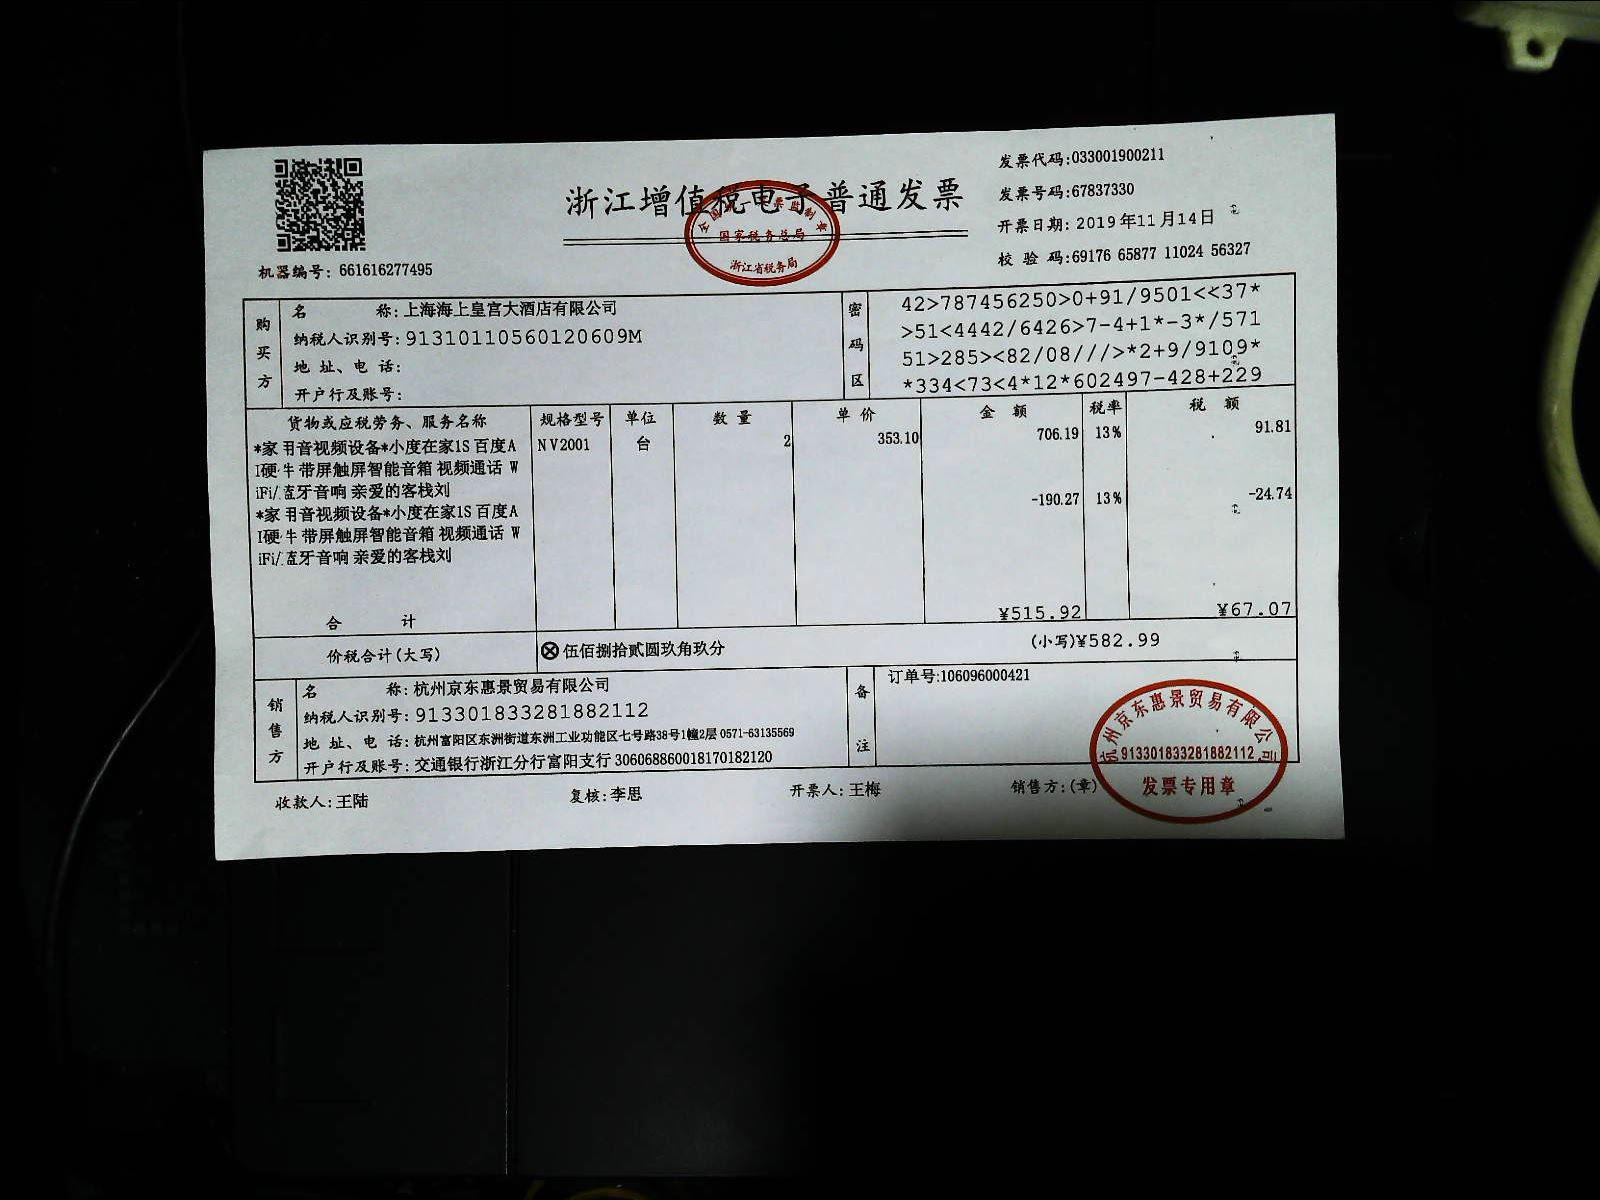 浙江增值税电子普通发票
国家税务总局
浙江省税务局
发票代码:033001900211
发票号码:67837330
开票日期: 2019年11月14日
校 验 码:69176 65877 11024 56327
机器编号: 661616277495
购买方
名 称:上海海上皇宫大酒店有限公司
纳税人识别号:91310110560120609M
地 址、电 话:
开户行及账号:
密码区
42>787456250>0+91/9501<<37*
>51<4442/6426>7-4+1*-3*/571
51>285><82/08///>*2+9/9109*
*334<73<4*12*602497-428+229
货物或应税劳务、服务名称 规格型号 单位 数 量 单 价 金 额 税率 税 额
*家用音视频设备*小度在家1S 百度A NV2001 台 2 353.10 706.19 13% 91.81
I硬件 带屏触屏智能音箱 视频通话 W
iFi/蓝牙音响 亲爱的客栈刘
*家用音视频设备*小度在家1S 百度A -190.27 13% -24.74
I硬件 带屏触屏智能音箱 视频通话 W
iFi/蓝牙音响 亲爱的客栈刘
合 计 ¥515.92 ¥67.07
价税合计(大写) ⊗伍佰捌拾贰圆玖角玖分 (小写)¥582.99
销售方
名 称:杭州京东惠景贸易有限公司
纳税人识别号:913301833281882112
地 址、电 话:杭州富阳区东洲街道东洲工业功能区七号路38号1幢2层 0571-63135569
开户行及账号:交通银行浙江分行富阳支行 306068860018170182120
备注
订单号:106096000421
收款人:王陆 复核:李思 开票人:王梅 销售方:(章)
杭州京东惠景贸易有限公司
913301833281882112
发票专用章